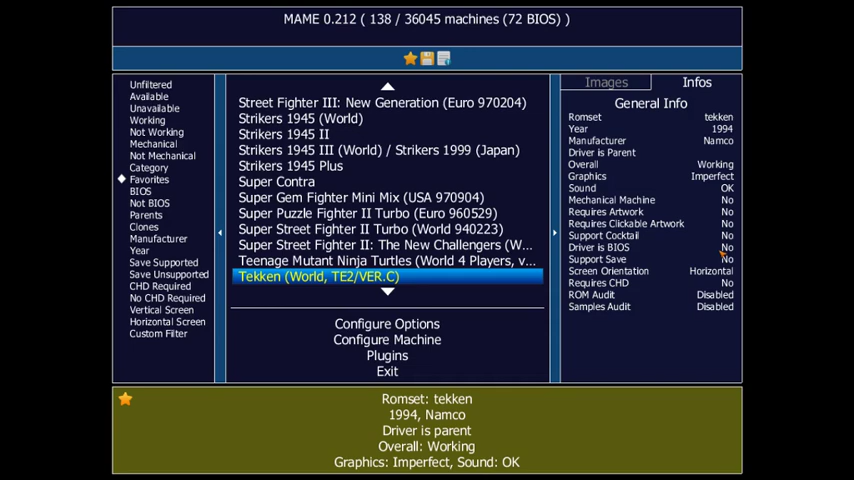 MAME 0.212 ( 138 / 36045 machines (72 BIOS) )
Unfiltered
Available
Unavailable
Working
Not Working
Mechanical
Not Mechanical
Category
Favorites
BIOS
Not BIOS
Parents
Clones
Manufacturer
Year
Save Supported
Save Unsupported
CHD Required
No CHD Required
Vertical Screen
Horizontal Screen
Custom Filter
Street Fighter III: New Generation (Euro 970204)
Strikers 1945 (World)
Strikers 1945 II
Strikers 1945 III (World) / Strikers 1999 (Japan)
Strikers 1945 Plus
Super Contra
Super Gem Fighter Mini Mix (USA 970904)
Super Puzzle Fighter II Turbo (Euro 960529)
Super Street Fighter II Turbo (World 940223)
Super Street Fighter II: The New Challengers (W...
Teenage Mutant Ninja Turtles (World 4 Players, v...
Tekken (World, TE2/VER.C)
Configure Options
Configure Machine
Plugins
Exit
Images Infos
General Info
Romset tekken
Year 1994
Manufacturer Namco
Driver is Parent
Overall Working
Graphics Imperfect
Sound OK
Mechanical Machine No
Requires Artwork No
Requires Clickable Artwork No
Support Cocktail No
Driver is BIOS No
Support Save No
Screen Orientation Horizontal
Requires CHD No
ROM Audit Disabled
Samples Audit Disabled
Romset: tekken
1994, Namco
Driver is parent
Overall: Working
Graphics: Imperfect, Sound: OK